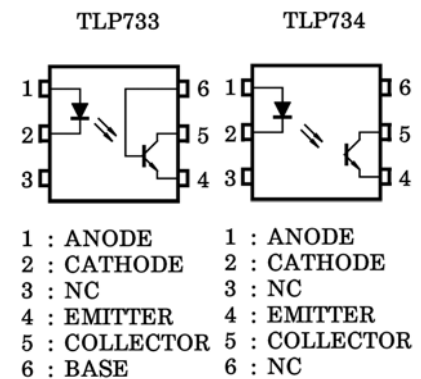 TLP733
1
2
3
6
5
4
1 : ANODE
2 : CATHODE
3 : NC
4 : EMITTER
5 : COLLECTOR
6 : BASE
TLP734
1
2
3
6
5
4
1 : ANODE
2 : CATHODE
3 : NC
4 : EMITTER
5 : COLLECTOR
6 : NC